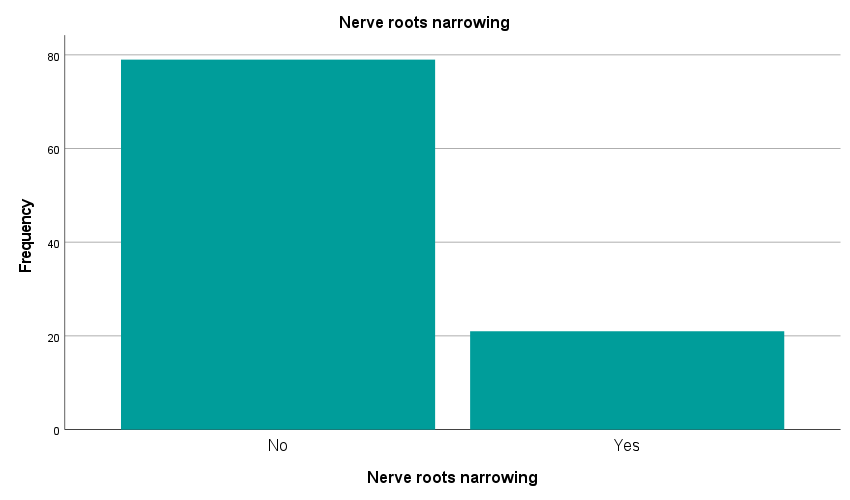 Nerve roots narrowing
Frequency
80
60
40
20
0
No
Yes
Nerve roots narrowing